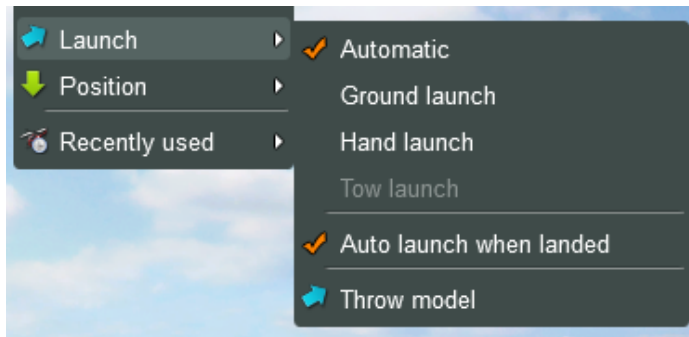 Launch
Position
Recently used
Automatic
Ground launch
Hand launch
Tow launch
Auto launch when landed
Throw model